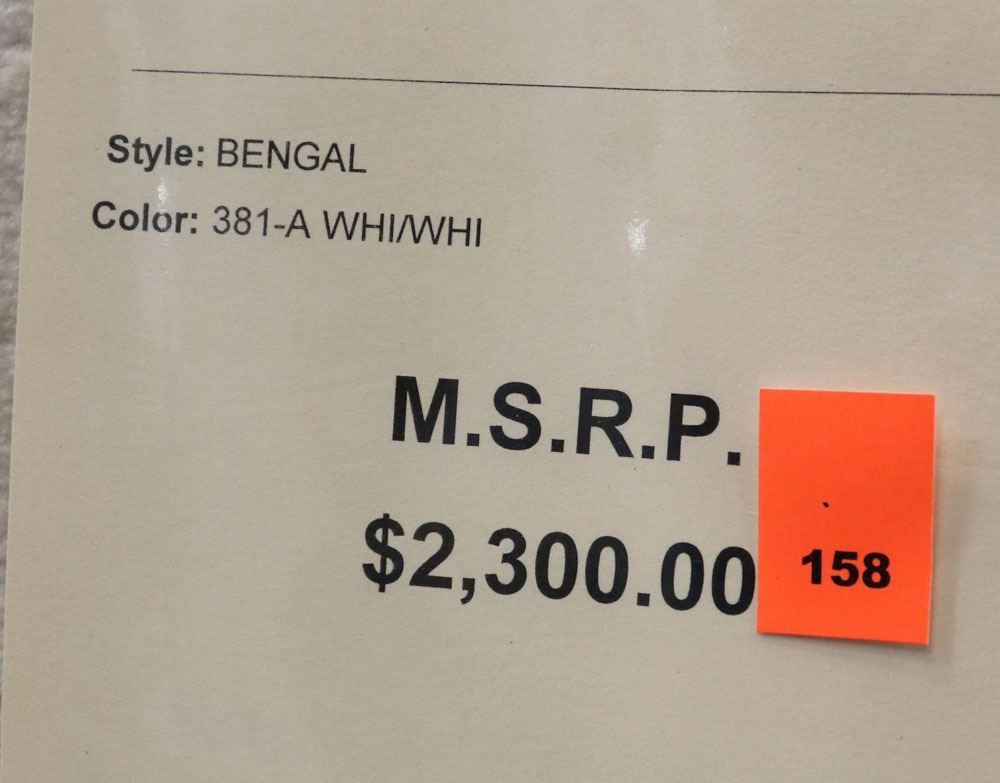 Style: BENGAL
Color: 381-A WHI/WHI
M.S.R.P.
$2,300.00
158